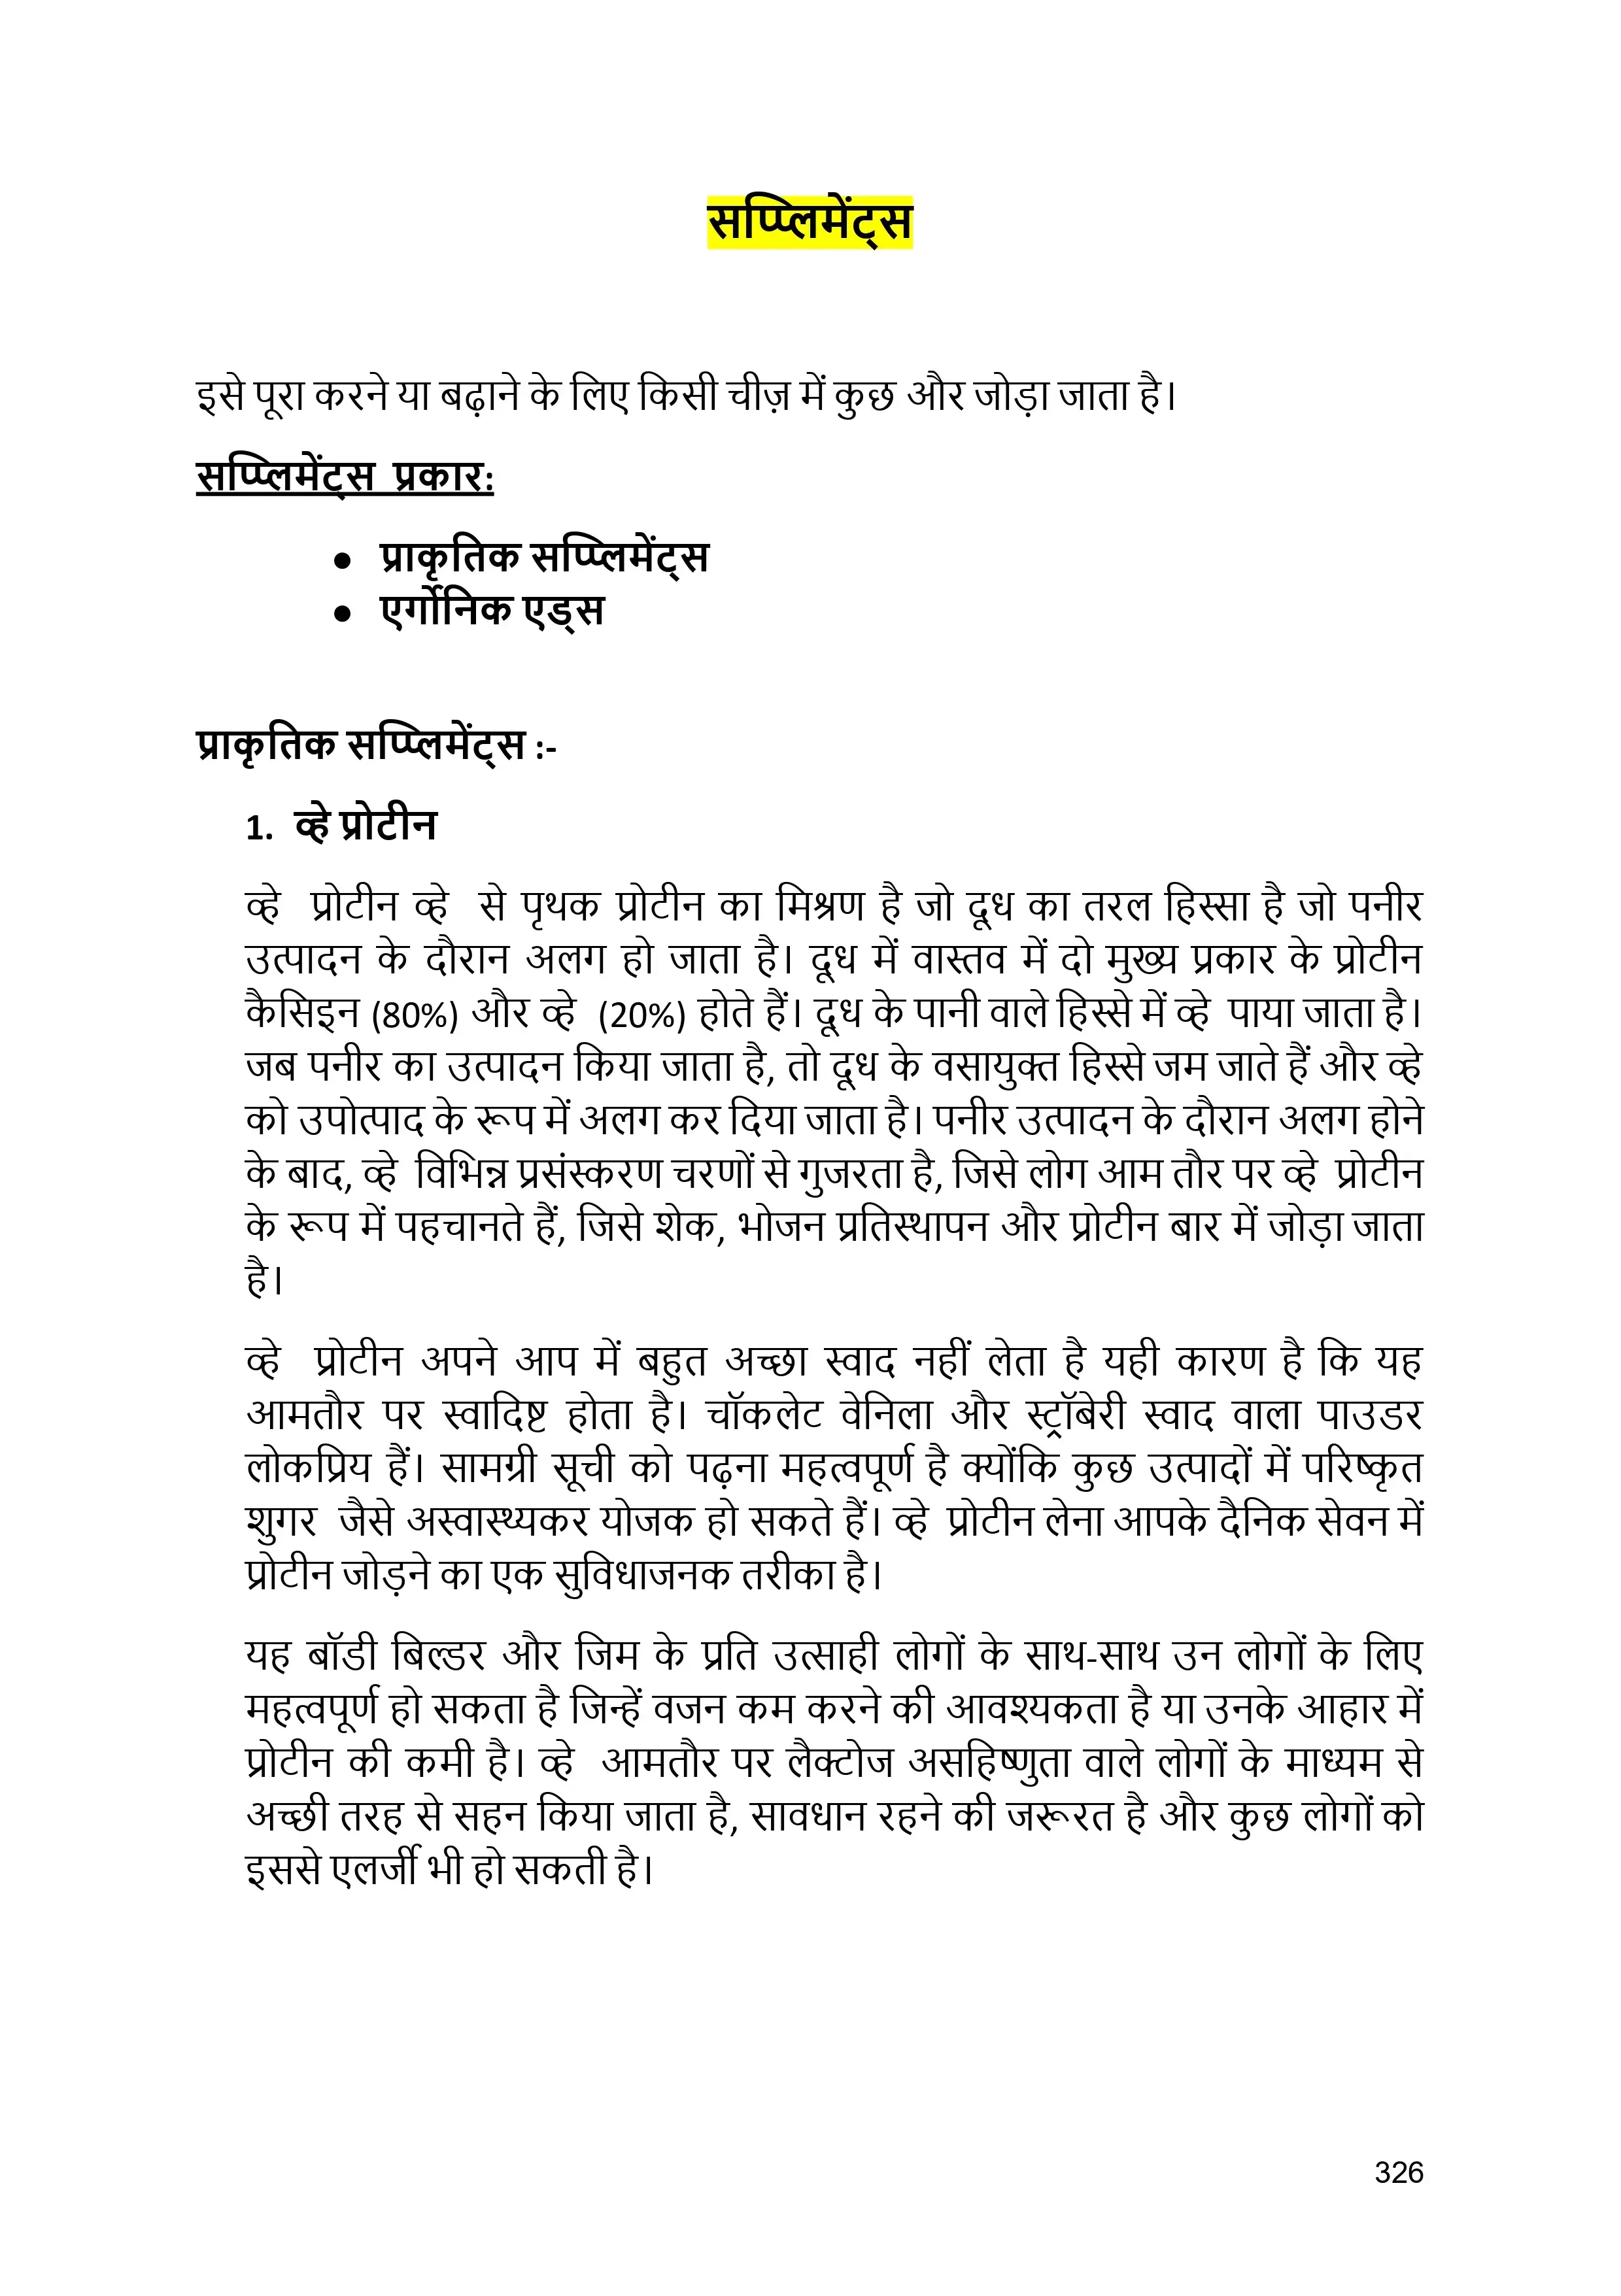 सप्प्लिमेंट्स
इसे पूरा करने या बढ़ाने के लिए किसी चीज़ में कुछ और जोड़ा जाता है।
सप्प्लिमेंट्स प्रकार:
● प्राकृतिक सप्प्लिमेंट्स
● एर्गोनिक एड्स
प्राकृतिक सप्प्लिमेंट्स :-
1. व्हे प्रोटीन
व्हे प्रोटीन व्हे से पृथक प्रोटीन का मिश्रण है जो दूध का तरल हिस्सा है जो पनीर
उत्पादन के दौरान अलग हो जाता है। दूध में वास्तव में दो मुख्य प्रकार के प्रोटीन
कैसिइन (80%) और व्हे (20%) होते हैं। दूध के पानी वाले हिस्से में व्हे पाया जाता है।
जब पनीर का उत्पादन किया जाता है, तो दूध के वसायुक्त हिस्से जम जाते हैं और व्हे
को उपोत्पाद के रूप में अलग कर दिया जाता है। पनीर उत्पादन के दौरान अलग होने
के बाद, व्हे विभिन्न प्रसंस्करण चरणों से गुजरता है, जिसे लोग आम तौर पर व्हे प्रोटीन
के रूप में पहचानते हैं, जिसे शेक, भोजन प्रतिस्थापन और प्रोटीन बार में जोड़ा जाता
है।
व्हे प्रोटीन अपने आप में बहुत अच्छा स्वाद नहीं लेता है यही कारण है कि यह
आमतौर पर स्वादिष्ट होता है। चॉकलेट वेनिला और स्ट्रॉबेरी स्वाद वाला पाउडर
लोकप्रिय हैं। सामग्री सूची को पढ़ना महत्वपूर्ण है क्योंकि कुछ उत्पादों में परिष्कृत
शुगर जैसे अस्वास्थ्यकर योजक हो सकते हैं। व्हे प्रोटीन लेना आपके दैनिक सेवन में
प्रोटीन जोड़ने का एक सुविधाजनक तरीका है।
यह बॉडी बिल्डर और जिम के प्रति उत्साही लोगों के साथ-साथ उन लोगों के लिए
महत्वपूर्ण हो सकता है जिन्हें वजन कम करने की आवश्यकता है या उनके आहार में
प्रोटीन की कमी है। व्हे आमतौर पर लैक्टोज असहिष्णुता वाले लोगों के माध्यम से
अच्छी तरह से सहन किया जाता है, सावधान रहने की जरूरत है और कुछ लोगों को
इससे एलर्जी भी हो सकती है।
326